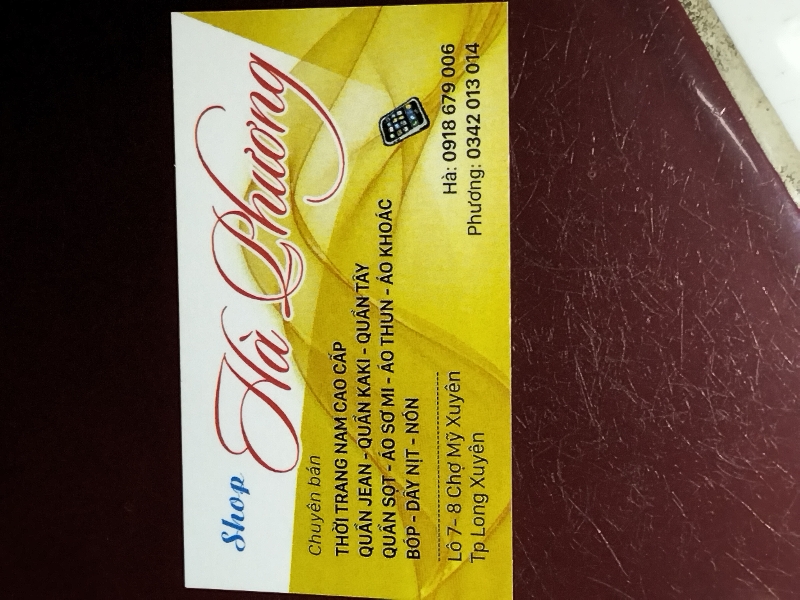 Shop
Hà Phương
Chuyên bán
THỜI TRANG NAM CAO CẤP
QUẦN JEAN - QUẦN KAKI - QUẦN TÂY
QUẦN SỌT - ÁO SƠ MI - ÁO THUN - ÁO KHOÁC
BÓP - DÂY NỊT - NÓN
Lô 7- 8 Chợ Mỹ Xuyên
Tp Long Xuyên
Hà: 0918 679 006
Phương: 0342 013 014